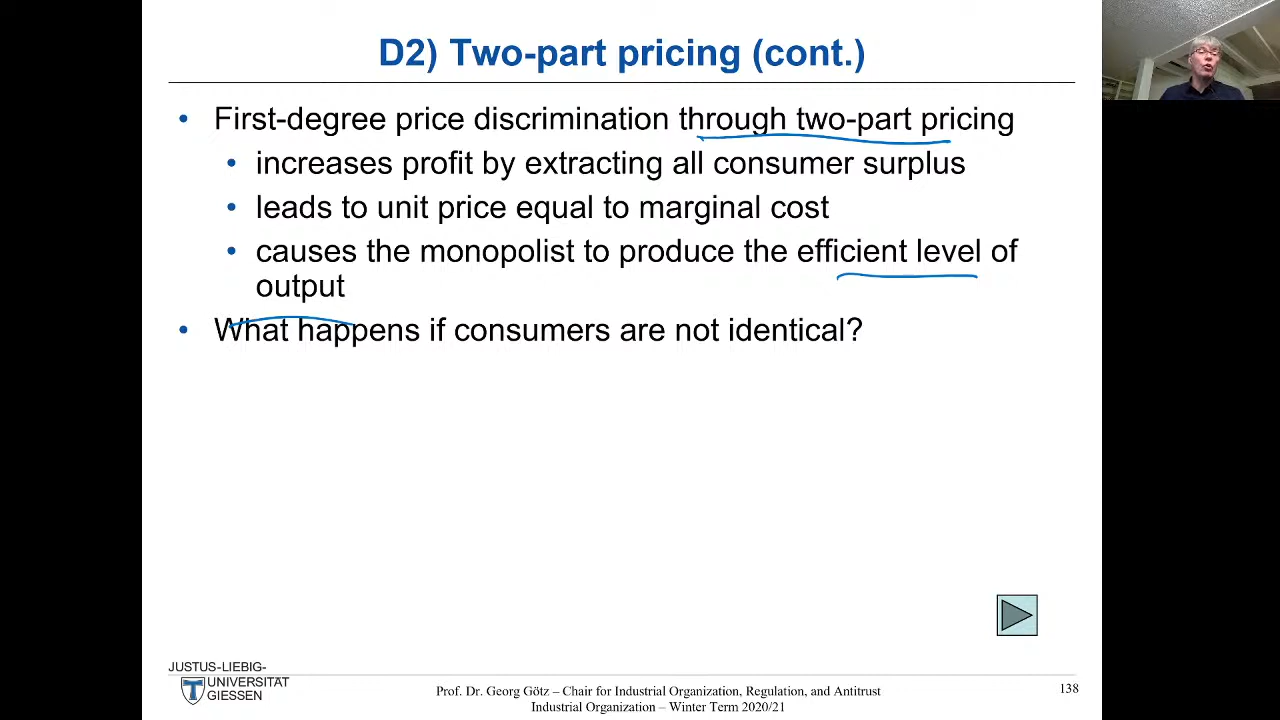 D2) Two-part pricing (cont.)
• First-degree price discrimination through two-part pricing
• increases profit by extracting all consumer surplus
• leads to unit price equal to marginal cost
• causes the monopolist to produce the efficient level of
output
• What happens if consumers are not identical?
JUSTUS-LIEBIG-
UNIVERSITÄT
GIESSEN
Prof. Dr. Georg Götz – Chair for Industrial Organization, Regulation, and Antitrust
Industrial Organization – Winter Term 2020/21
138